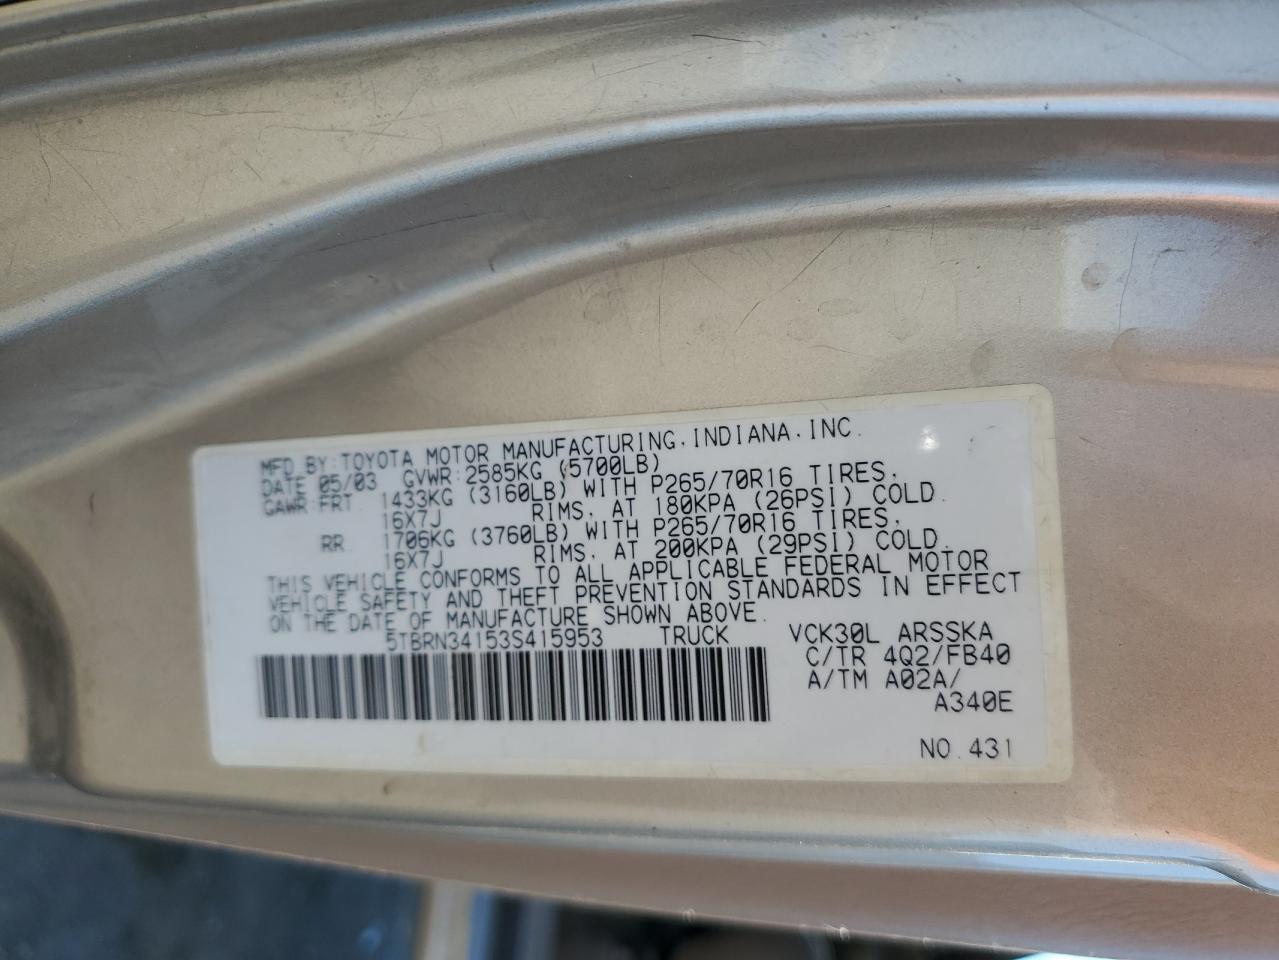 MFD BY:TOYOTA MOTOR MANUFACTURING,INDIANA,INC.
DATE 05/03 GVWR:2585KG (5700LB)
GAWR:FRT 1433KG (3160LB) WITH P265/70R16 TIRES,
16X7J RIMS, AT 180KPA (26PSI) COLD.
RR 1706KG (3760LB) WITH P265/70R16 TIRES,
16X7J RIMS, AT 200KPA (29PSI) COLD.
THIS VEHICLE CONFORMS TO ALL APPLICABLE FEDERAL MOTOR
VEHICLE SAFETY AND THEFT PREVENTION STANDARDS IN EFFECT
ON THE DATE OF MANUFACTURE SHOWN ABOVE.
5TBRN34153S415953 TRUCK VCK30L ARSSKA
C/TR 4Q2/FB40
A/TM A02A/
A340E
NO.431